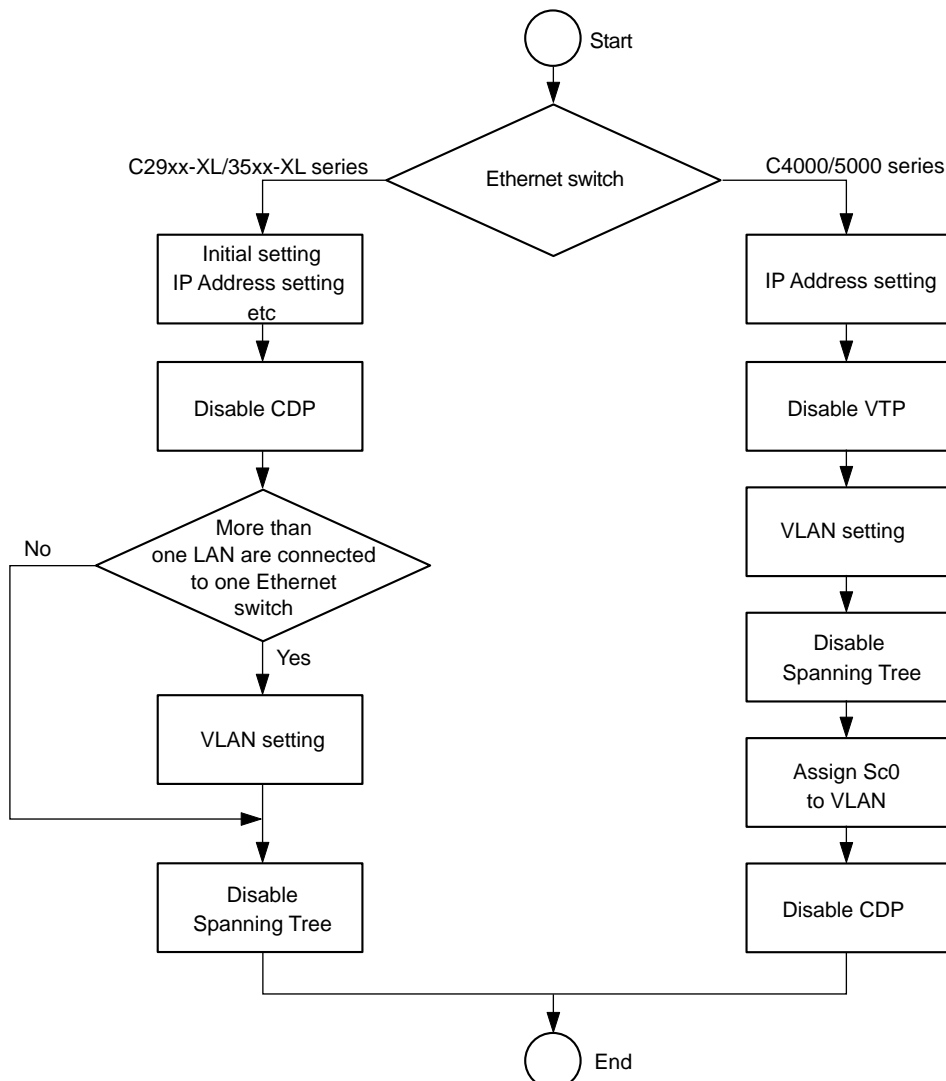 Start
Ethernet switch
C29xx-XL/35xx-XL series
C4000/5000 series
Initial setting
IP Address setting
etc
Disable CDP
More than
one LAN are connected
to one Ethernet
switch
No
Yes
VLAN setting
Disable
Spanning Tree
IP Address setting
Disable VTP
VLAN setting
Disable
Spanning Tree
Assign Sc0
to VLAN
Disable CDP
End